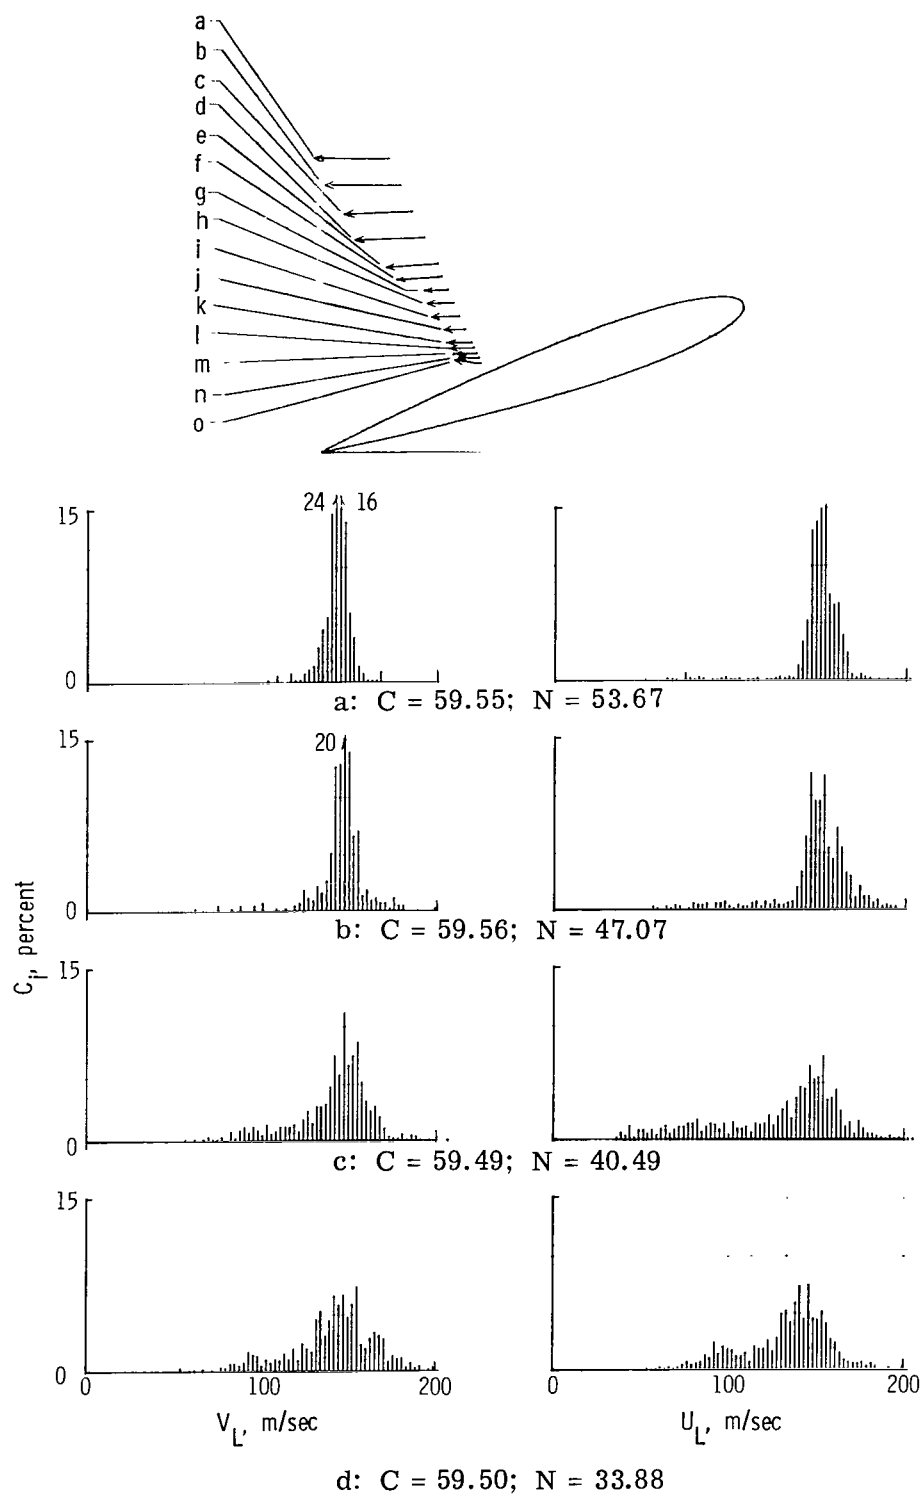 a
b
c
d
e
f
g
h
i
j
k
l
m
n
o
24 16
15
0
a: C = 59.55; N = 53.67
15
20
0
b: C = 59.56; N = 47.07
C_i, percent
15
0
c: C = 59.49; N = 40.49
15
0
0 100 200
0 100 200
V_L, m/sec
U_L, m/sec
d: C = 59.50; N = 33.88